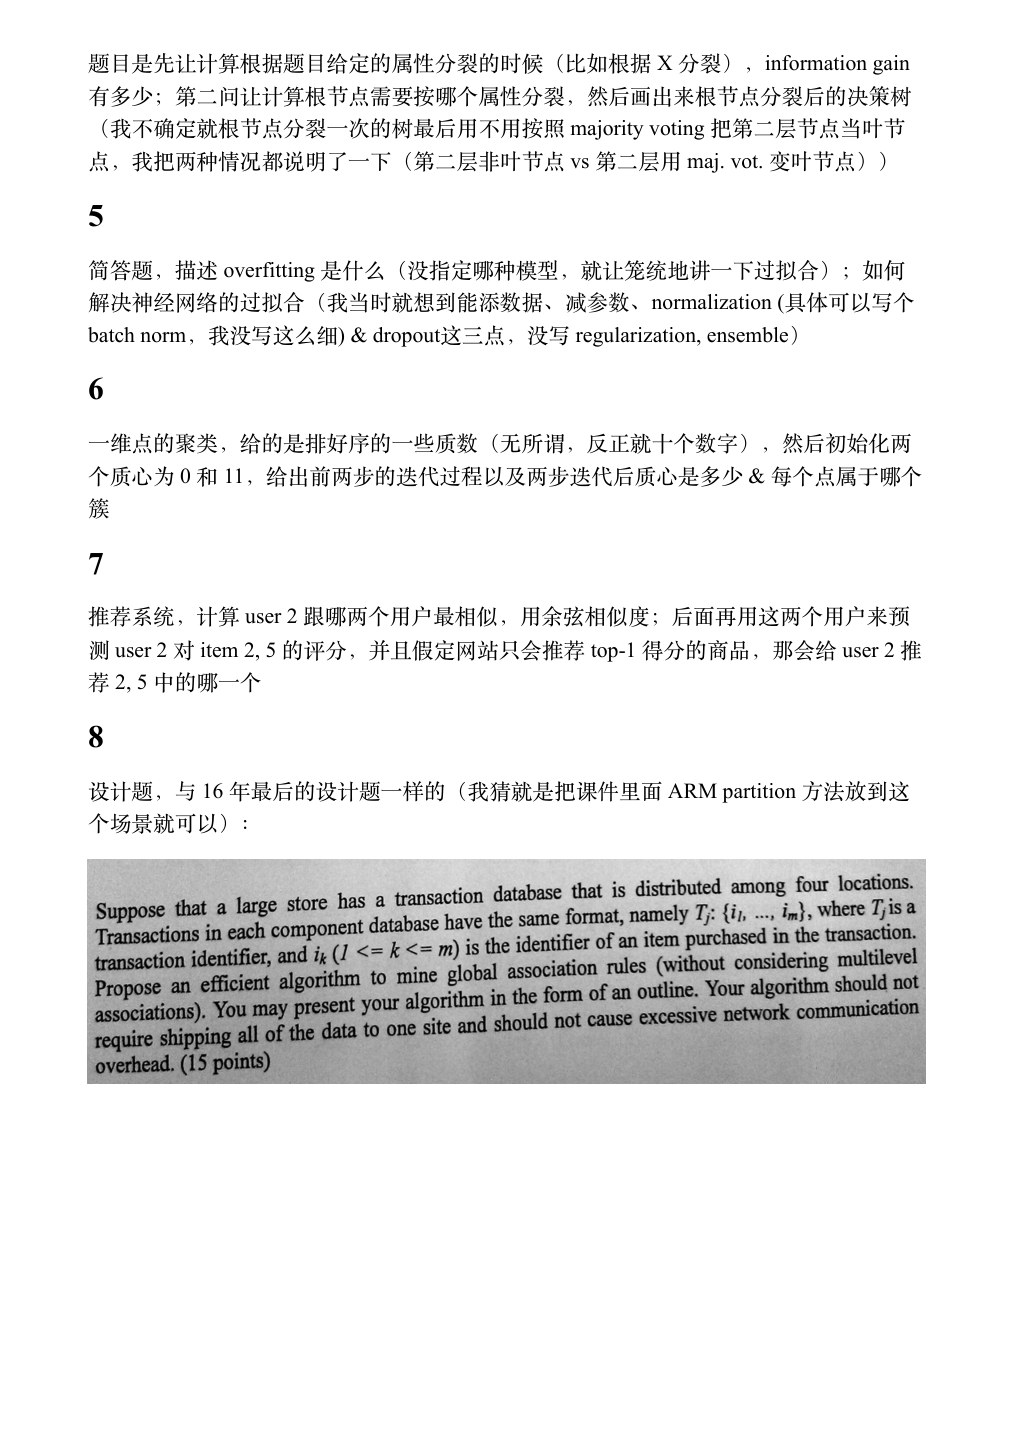 题目是先让计算根据题目给定的属性分裂的时候（比如根据 X 分裂），information gain
有多少；第二问让计算根节点需要按哪个属性分裂，然后画出来根节点分裂后的决策树
（我不确定就根节点分裂一次的树最后用不用按照 majority voting 把第二层节点当叶节
点，我把两种情况都说明了一下（第二层非叶节点 vs 第二层用 maj. vot. 变叶节点））
5
简答题，描述 overfitting 是什么（没指定哪种模型，就让笼统地讲一下过拟合）；如何
解决神经网络的过拟合（我当时就想到能添数据、减参数、normalization (具体可以写个
batch norm，我没写这么细) & dropout这三点，没写 regularization, ensemble）
6
一维点的聚类，给的是排好序的一些质数（无所谓，反正就十个数字），然后初始化两
个质心为 0 和 11，给出前两步的迭代过程以及两步迭代后质心是多少 & 每个点属于哪个
簇
7
推荐系统，计算 user 2 跟哪两个用户最相似，用余弦相似度；后面再用这两个用户来预
测 user 2 对 item 2, 5 的评分，并且假定网站只会推荐 top-1 得分的商品，那会给 user 2 推
荐 2, 5 中的哪一个
8
设计题，与 16 年最后的设计题一样的（我猜就是把课件里面 ARM partition 方法放到这
个场景就可以）：
Suppose that a large store has a transaction database that is distributed among four locations.
Transactions in each component database have the same format, namely Tj: {i1, ..., im}, where Tj is a
transaction identifier, and ik (1 <= k <= m) is the identifier of an item purchased in the transaction.
Propose an efficient algorithm to mine global association rules (without considering multilevel
associations). You may present your algorithm in the form of an outline. Your algorithm should not
require shipping all of the data to one site and should not cause excessive network communication
overhead. (15 points)